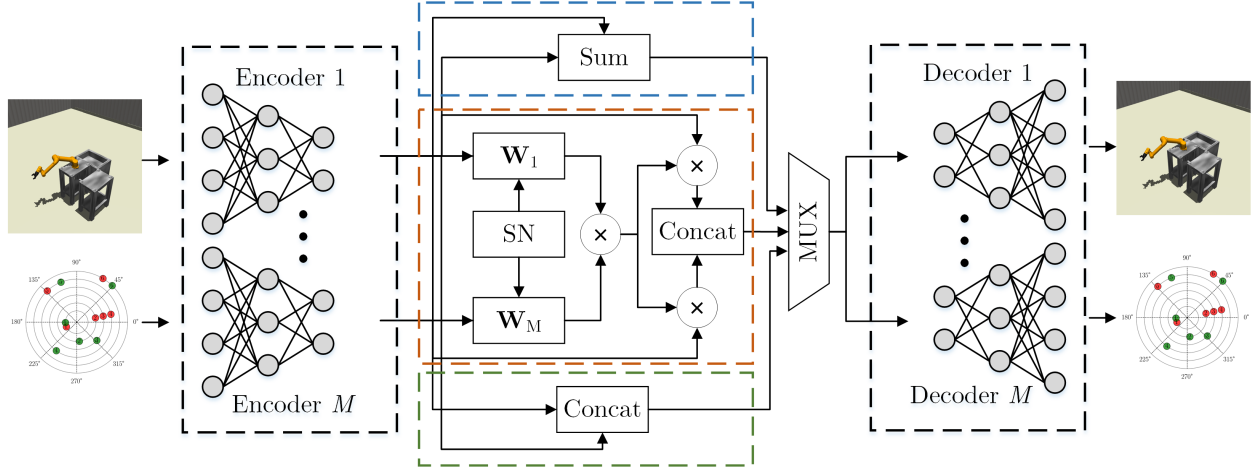 Encoder 1
Encoder M
Sum
W1
SN
WM
×
×
×
Concat
Concat
MUX
Decoder 1
Decoder M
90°
135°
45°
180°
0°
225°
315°
270°
90°
135°
45°
180°
0°
225°
315°
270°